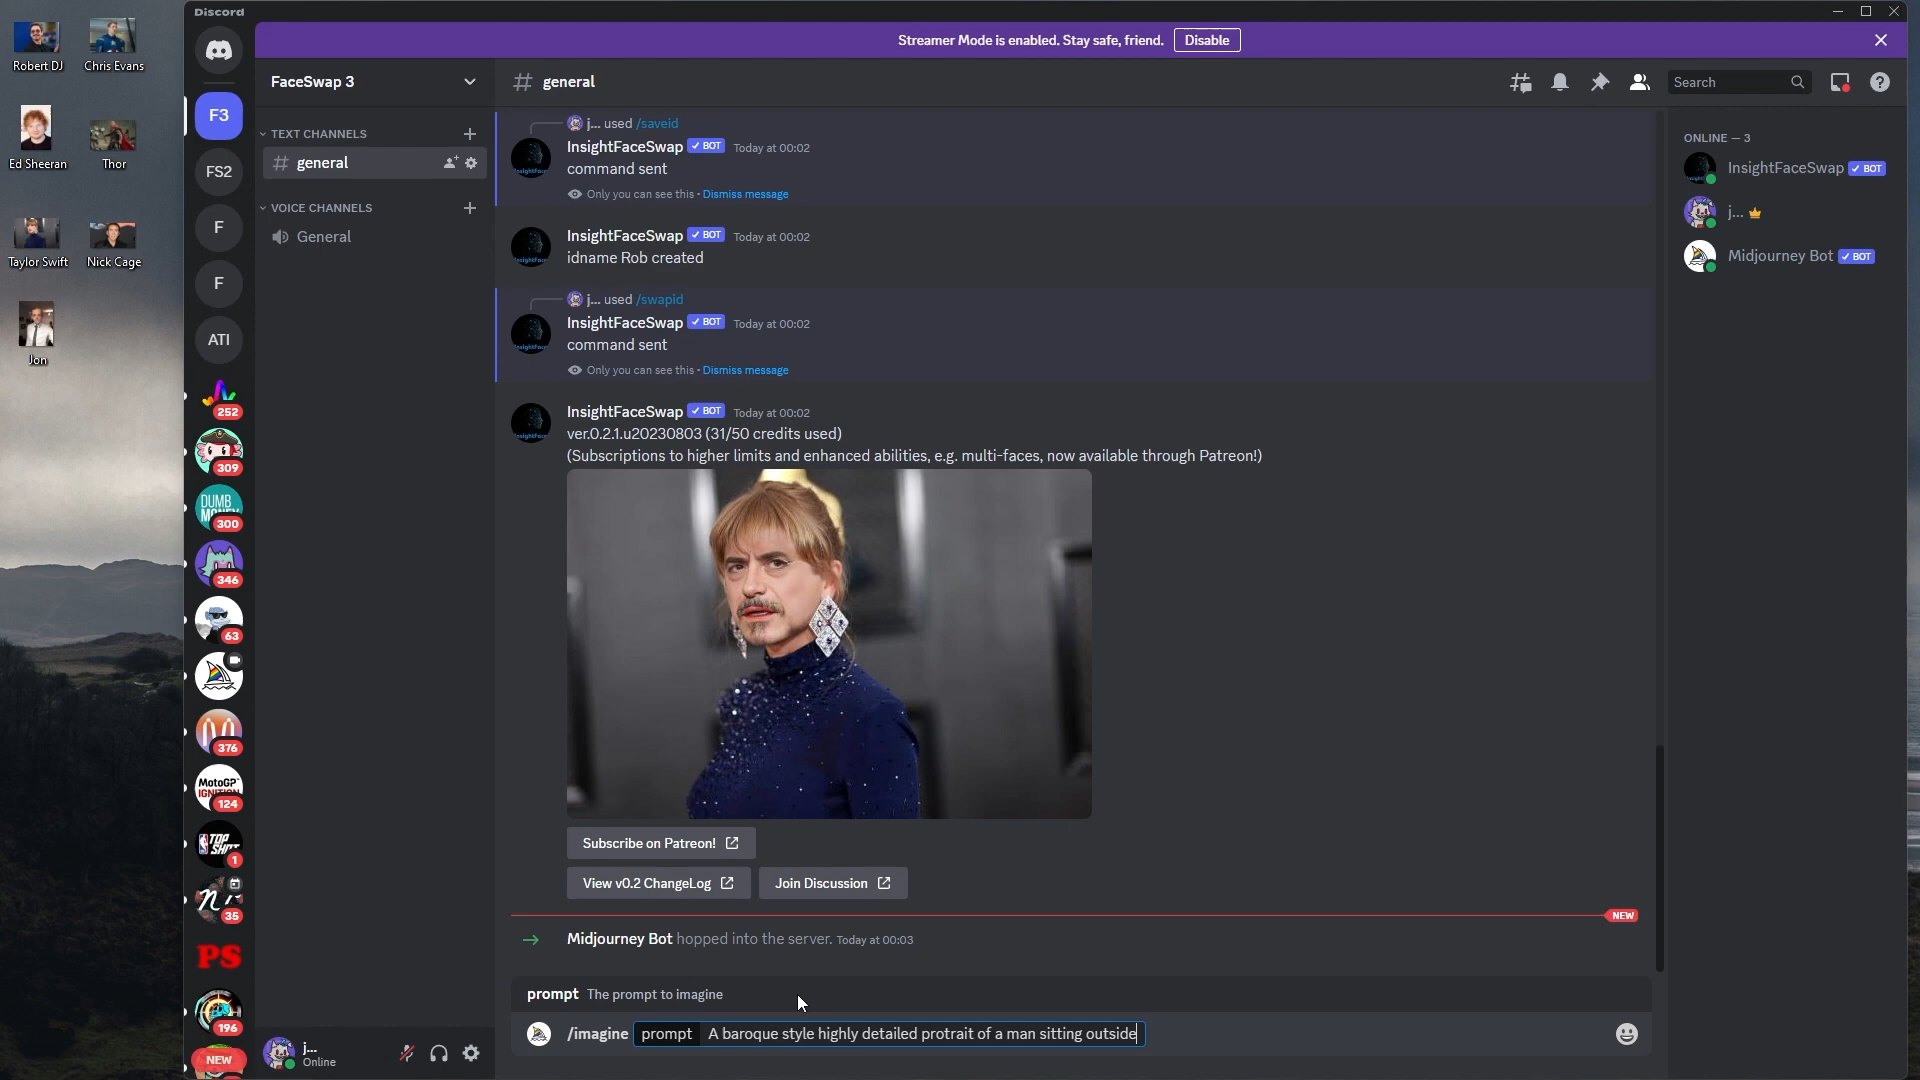 Discord
Streamer Mode is enabled. Stay safe, friend. Disable
Robert DJ
Chris Evans
Ed Sheeran
Thor
Taylor Swift
Nick Cage
Jon
F3
FS2
F
F
ATI
252
309
DUMB
300
346
63
376
MotoGP
124
TOP
1
35
PS
196
NEW
FaceSwap 3
TEXT CHANNELS
general
VOICE CHANNELS
General
j...
Online
general
Search
j... used /saveid
InsightFaceSwap BOT Today at 00:02
command sent
Only you can see this • Dismiss message
InsightFaceSwap BOT Today at 00:02
idname Rob created
j... used /swapid
InsightFaceSwap BOT Today at 00:02
command sent
Only you can see this • Dismiss message
InsightFaceSwap BOT Today at 00:02
ver.0.2.1.u20230803 (31/50 credits used)
(Subscriptions to higher limits and enhanced abilities, e.g. multi-faces, now available through Patreon!)
Subscribe on Patreon!
View v0.2 ChangeLog Join Discussion
NEW
Midjourney Bot hopped into the server. Today at 00:03
prompt The prompt to imagine
/imagine prompt A baroque style highly detailed protrait of a man sitting outside
ONLINE — 3
InsightFaceSwap BOT
j...
Midjourney Bot BOT